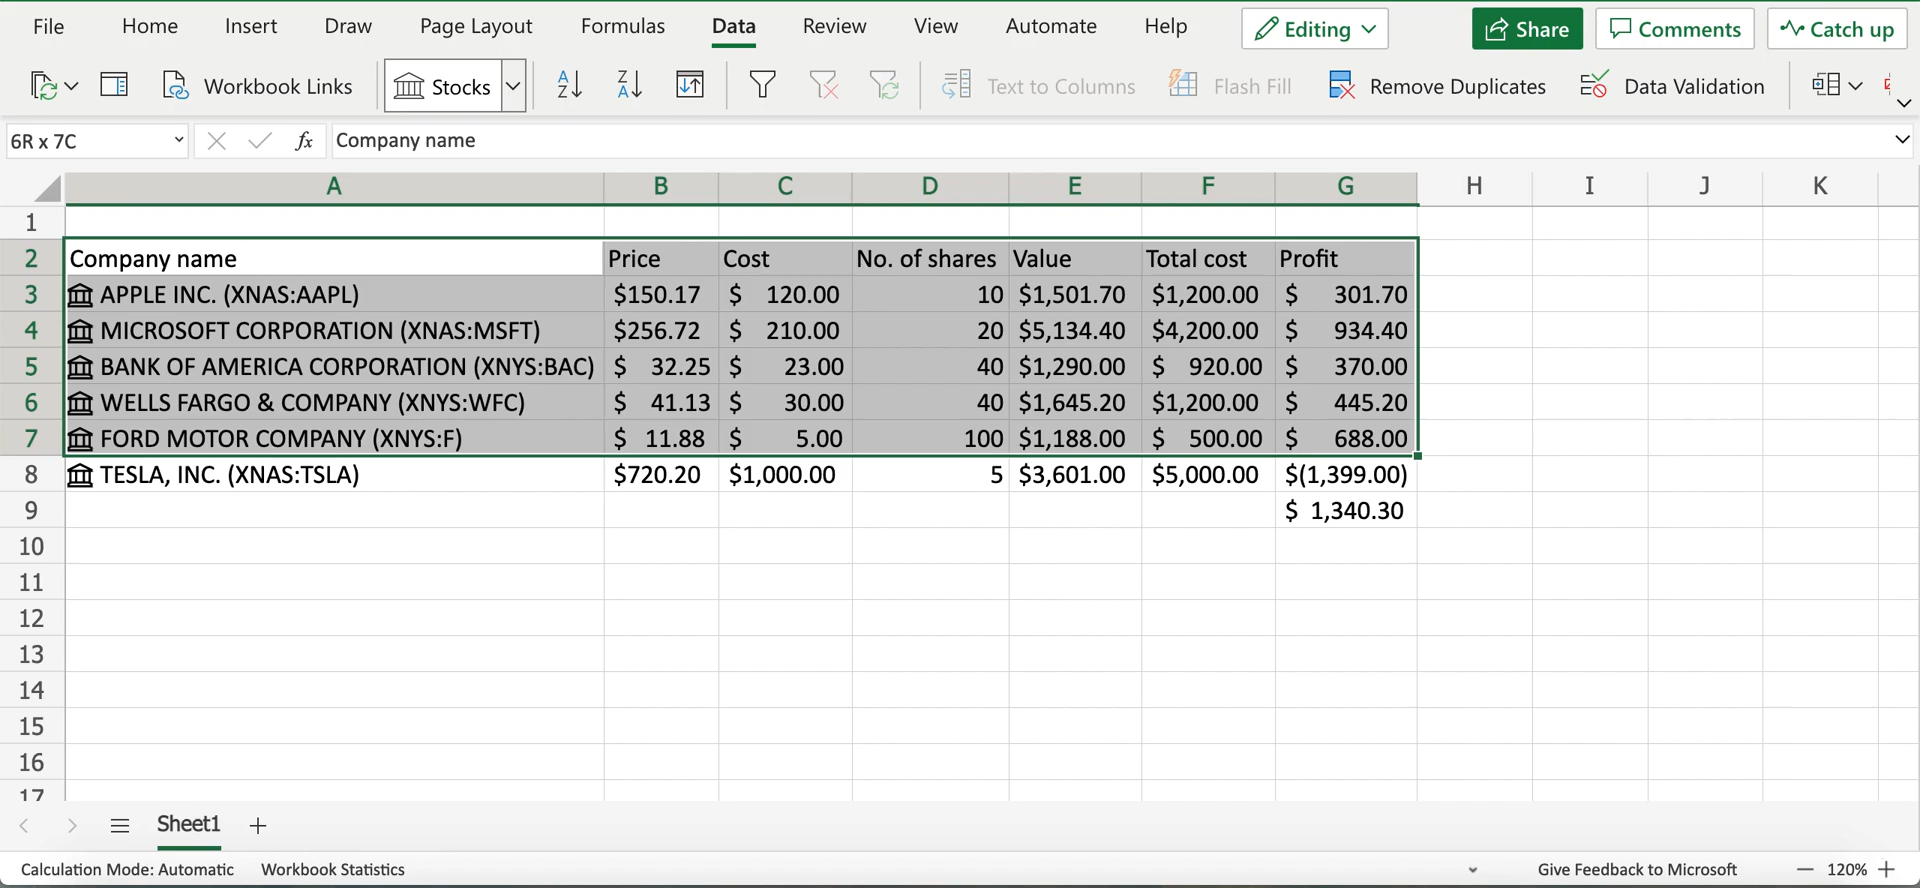 File Home Insert Draw Page Layout Formulas Data Review View Automate Help Editing Share Comments Catch up
Workbook Links Stocks Text to Columns Flash Fill Remove Duplicates Data Validation
6R x 7C fx Company name
A B C D E F G H I J K
1
2 Company name Price Cost No. of shares Value Total cost Profit
3 APPLE INC. (XNAS:AAPL) $150.17 $ 120.00 10 $1,501.70 $1,200.00 $ 301.70
4 MICROSOFT CORPORATION (XNAS:MSFT) $256.72 $ 210.00 20 $5,134.40 $4,200.00 $ 934.40
5 BANK OF AMERICA CORPORATION (XNYS:BAC) $ 32.25 $ 23.00 40 $1,290.00 $ 920.00 $ 370.00
6 WELLS FARGO & COMPANY (XNYS:WFC) $ 41.13 $ 30.00 40 $1,645.20 $1,200.00 $ 445.20
7 FORD MOTOR COMPANY (XNYS:F) $ 11.88 $ 5.00 100 $1,188.00 $ 500.00 $ 688.00
8 TESLA, INC. (XNAS:TSLA) $720.20 $1,000.00 5 $3,601.00 $5,000.00 $(1,399.00)
9 $ 1,340.30
10
11
12
13
14
15
16
17
Sheet1
Calculation Mode: Automatic Workbook Statistics Give Feedback to Microsoft 120%